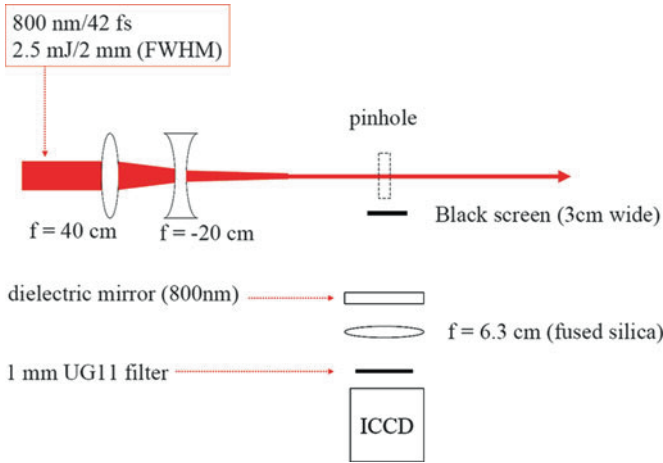 800 nm/42 fs
2.5 mJ/2 mm (FWHM)
pinhole
f = 40 cm
f = -20 cm
Black screen (3cm wide)
dielectric mirror (800nm)
f = 6.3 cm (fused silica)
1 mm UG11 filter
ICCD